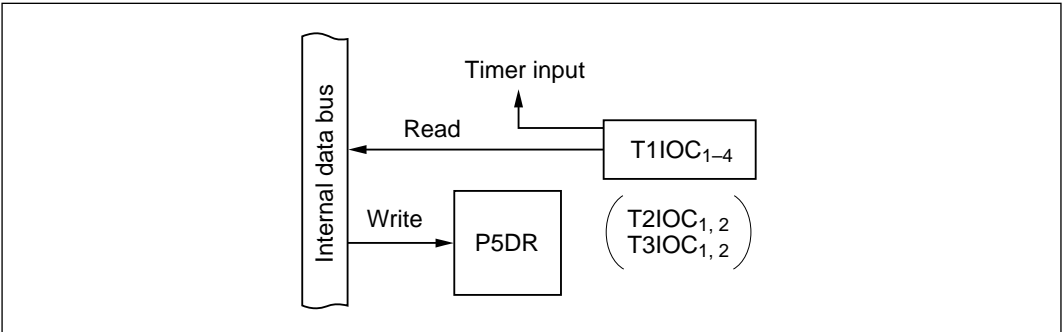 Internal data bus
Timer input
Read
T1IOC1–4
Write
P5DR
T2IOC1, 2
T3IOC1, 2